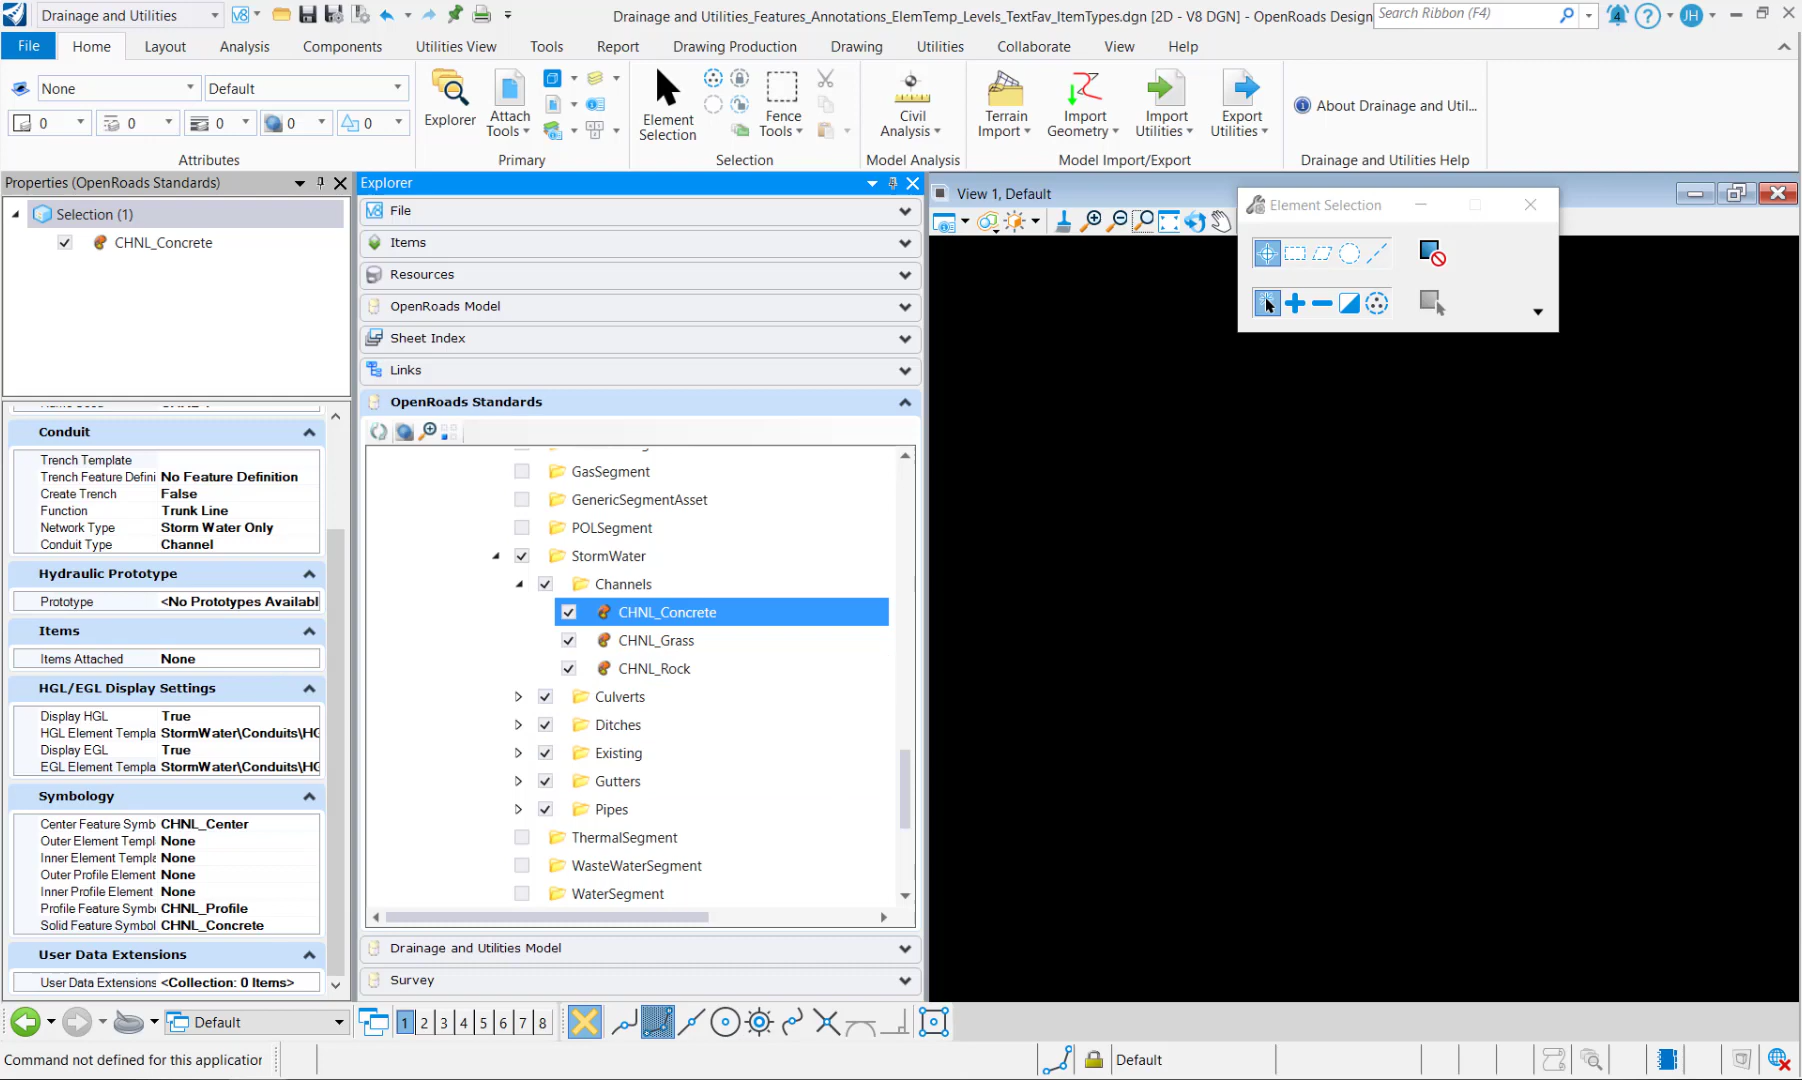 Drainage and Utilities
Drainage and Utilities_Features_Annotations_ElemTemp_Levels_TextFav_ItemTypes.dgn [2D - V8 DGN] - OpenRoads Design
Search Ribbon (F4)
4
JH
File
Home
Layout
Analysis
Components
Utilities View
Tools
Report
Drawing Production
Drawing
Utilities
Collaborate
View
Help
None
Default
0
0
0
0
0
Attributes
Explorer
Attach
Tools
Primary
Element
Selection
Fence
Tools
Selection
Civil
Analysis
Model Analysis
Terrain
Import
Import
Geometry
Import
Utilities
Export
Utilities
Model Import/Export
About Drainage and Util...
Drainage and Utilities Help
Properties (OpenRoads Standards)
Selection (1)
CHNL_Concrete
Conduit
Trench Template
Trench Feature Defini No Feature Definition
Create Trench False
Function Trunk Line
Network Type Storm Water Only
Conduit Type Channel
Hydraulic Prototype
Prototype <No Prototypes Availabl
Items
Items Attached None
HGL/EGL Display Settings
Display HGL True
HGL Element Templa StormWater\Conduits\HG
Display EGL True
EGL Element Templa StormWater\Conduits\HG
Symbology
Center Feature Symb CHNL_Center
Outer Element Templ None
Inner Element Templa None
Outer Profile Element None
Inner Profile Element None
Profile Feature Symb CHNL_Profile
Solid Feature Symbol CHNL_Concrete
User Data Extensions
User Data Extensions <Collection: 0 Items>
Explorer
File
Items
Resources
OpenRoads Model
Sheet Index
Links
OpenRoads Standards
GasSegment
GenericSegmentAsset
POLSegment
StormWater
Channels
CHNL_Concrete
CHNL_Grass
CHNL_Rock
Culverts
Ditches
Existing
Gutters
Pipes
ThermalSegment
WasteWaterSegment
WaterSegment
Drainage and Utilities Model
Survey
View 1, Default
Element Selection
Default
1 2 3 4 5 6 7 8
Command not defined for this application
Default